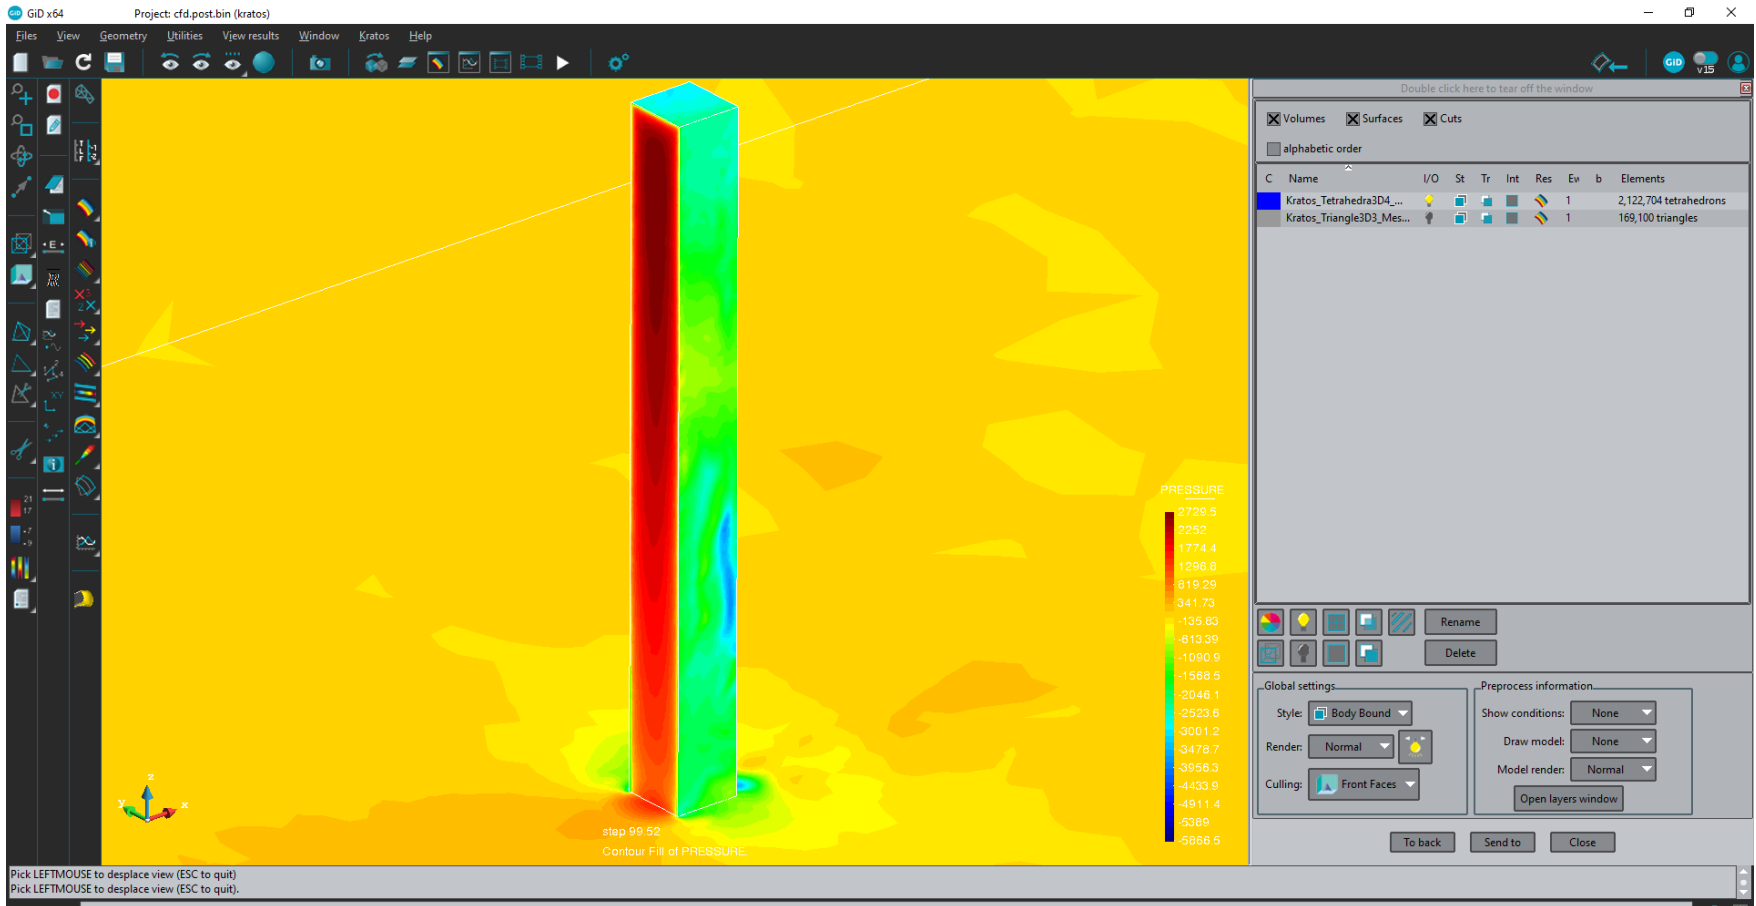 GiD x64 Project: cfd.post.bin (kratos)
Files View Geometry Utilities View results Window Kratos Help
GiD v15
Double click here to tear off the window
Volumes Surfaces Cuts
alphabetic order
C Name I/O St Tr Int Res Ev b Elements
Kratos_Tetrahedra3D4_... 1 2,122,704 tetrahedrons
Kratos_Triangle3D3_Mes... 1 169,100 triangles
PRESSURE
2729.5
2252
1774.4
1296.8
819.29
341.73
-135.83
-613.39
-1090.9
-1568.5
-2046.1
-2523.6
-3001.2
-3478.7
-3956.3
-4433.9
-4911.4
-5389
-5866.5
Rename
Delete
Global settings
Style: Body Bound
Render: Normal
Culling: Front Faces
Preprocess information
Show conditions: None
Draw model: None
Model render: Normal
Open layers window
z
y
x
step 99.52
Contour Fill of PRESSURE.
To back Send to Close
Pick LEFTMOUSE to desplace view (ESC to quit)
Pick LEFTMOUSE to desplace view (ESC to quit).